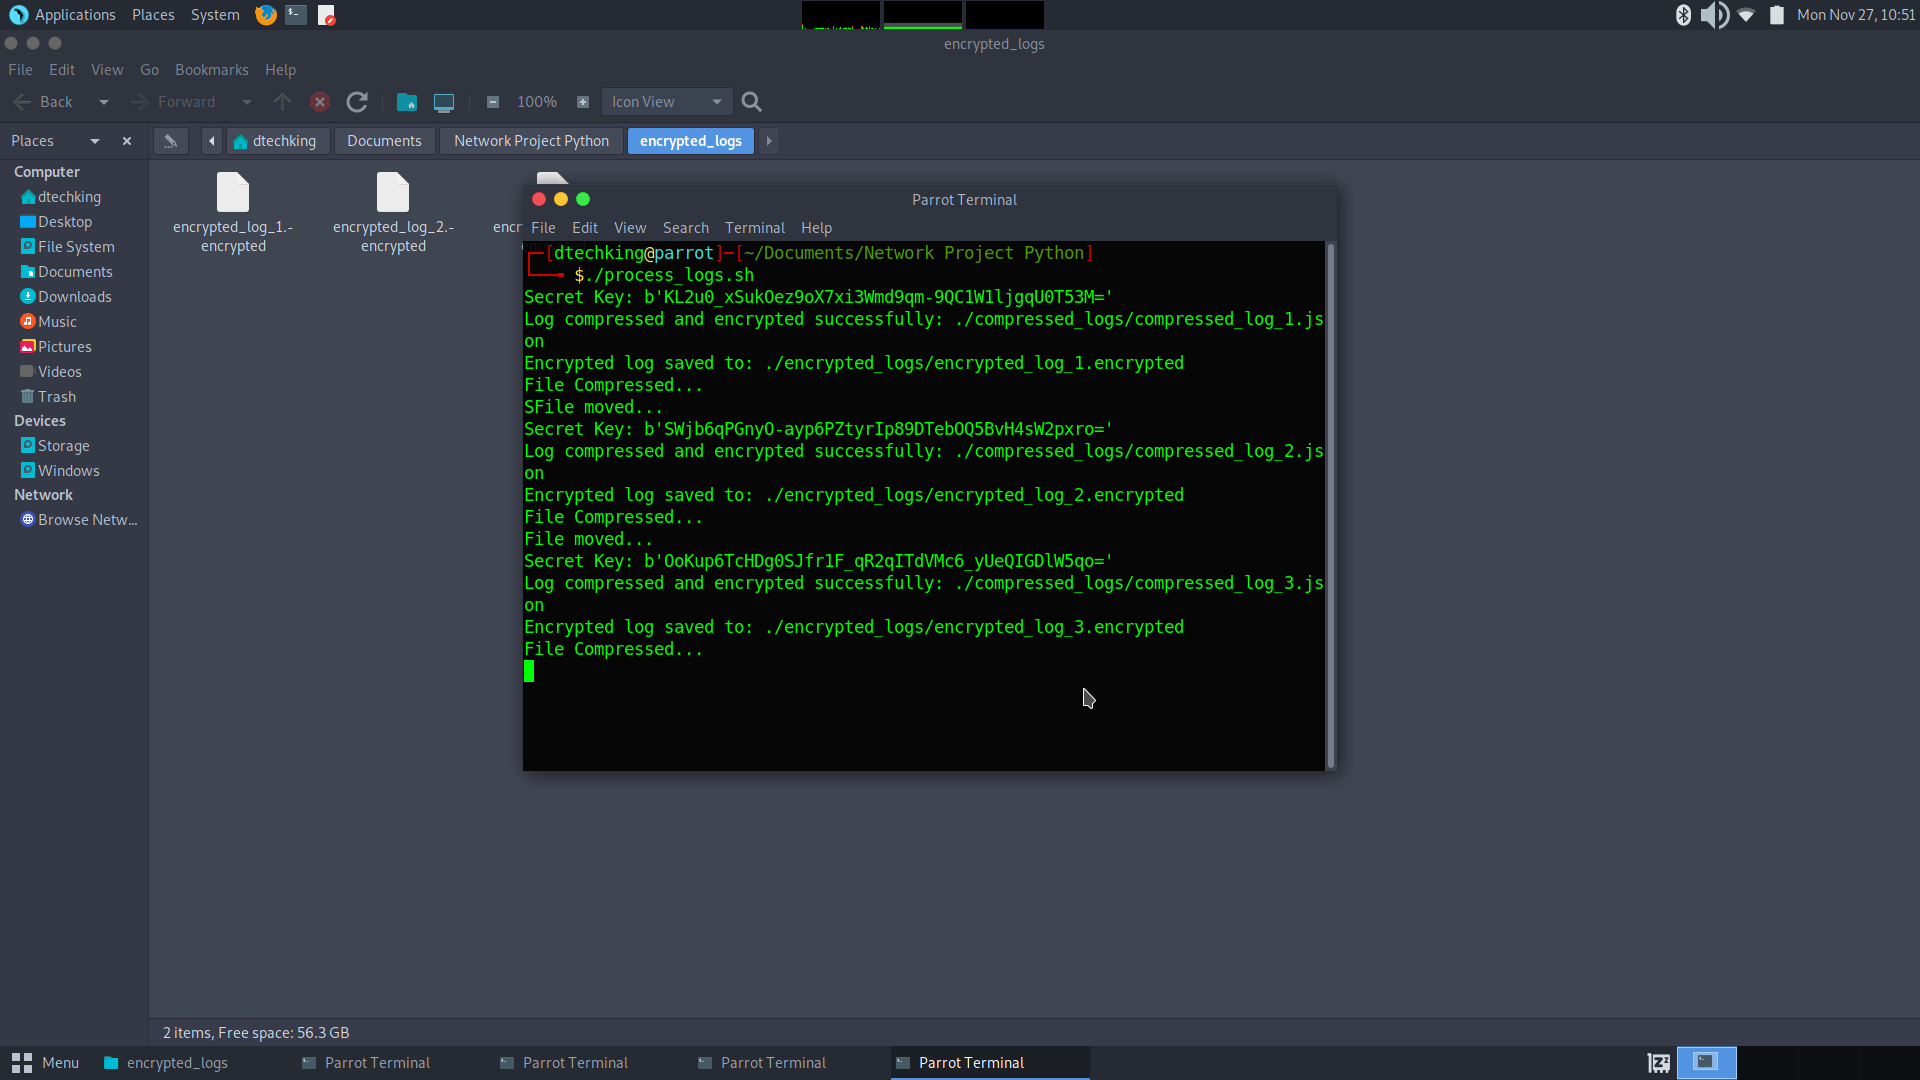 Applications Places System
Mon Nov 27, 10:51
encrypted_logs
File Edit View Go Bookmarks Help
Back Forward 100% Icon View
Places
dtechking Documents Network Project Python encrypted_logs
Computer
dtechking
Desktop
File System
Documents
Downloads
Music
Pictures
Videos
Trash
Devices
Storage
Windows
Network
Browse Netw...
encrypted_log_1.-
encrypted
encrypted_log_2.-
encrypted
encr
Parrot Terminal
File Edit View Search Terminal Help
[dtechking@parrot]─[~/Documents/Network Project Python]
$./process_logs.sh
Secret Key: b'KL2u0_xSukOez9oX7xi3Wmd9qm-9QC1W1ljgqU0T53M='
Log compressed and encrypted successfully: ./compressed_logs/compressed_log_1.js
on
Encrypted log saved to: ./encrypted_logs/encrypted_log_1.encrypted
File Compressed...
SFile moved...
Secret Key: b'SWjb6qPGnyO-ayp6PZtyrIp89DTebOQ5BvH4sW2pxro='
Log compressed and encrypted successfully: ./compressed_logs/compressed_log_2.js
on
Encrypted log saved to: ./encrypted_logs/encrypted_log_2.encrypted
File Compressed...
File moved...
Secret Key: b'OoKup6TcHDg0SJfr1F_qR2qITdVMc6_yUeQIGDlW5qo='
Log compressed and encrypted successfully: ./compressed_logs/compressed_log_3.js
on
Encrypted log saved to: ./encrypted_logs/encrypted_log_3.encrypted
File Compressed...
2 items, Free space: 56.3 GB
Menu encrypted_logs Parrot Terminal Parrot Terminal Parrot Terminal Parrot Terminal